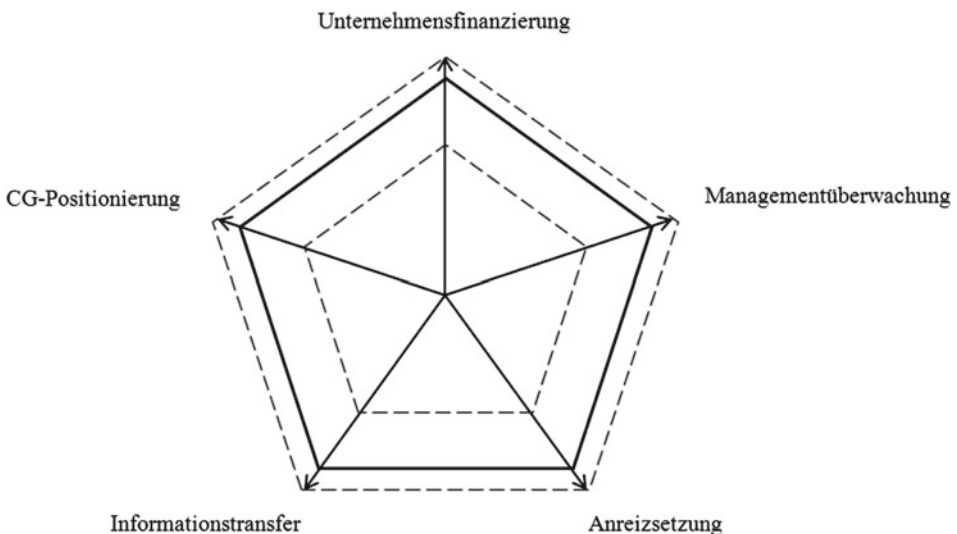 Unternehmensfinanzierung
CG-Positionierung
Managementüberwachung
Informationstransfer
Anreizsetzung